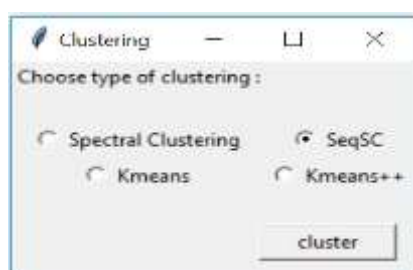 Clustering
Choose type of clustering :
Spectral Clustering SeqSC
Kmeans Kmeans++
cluster